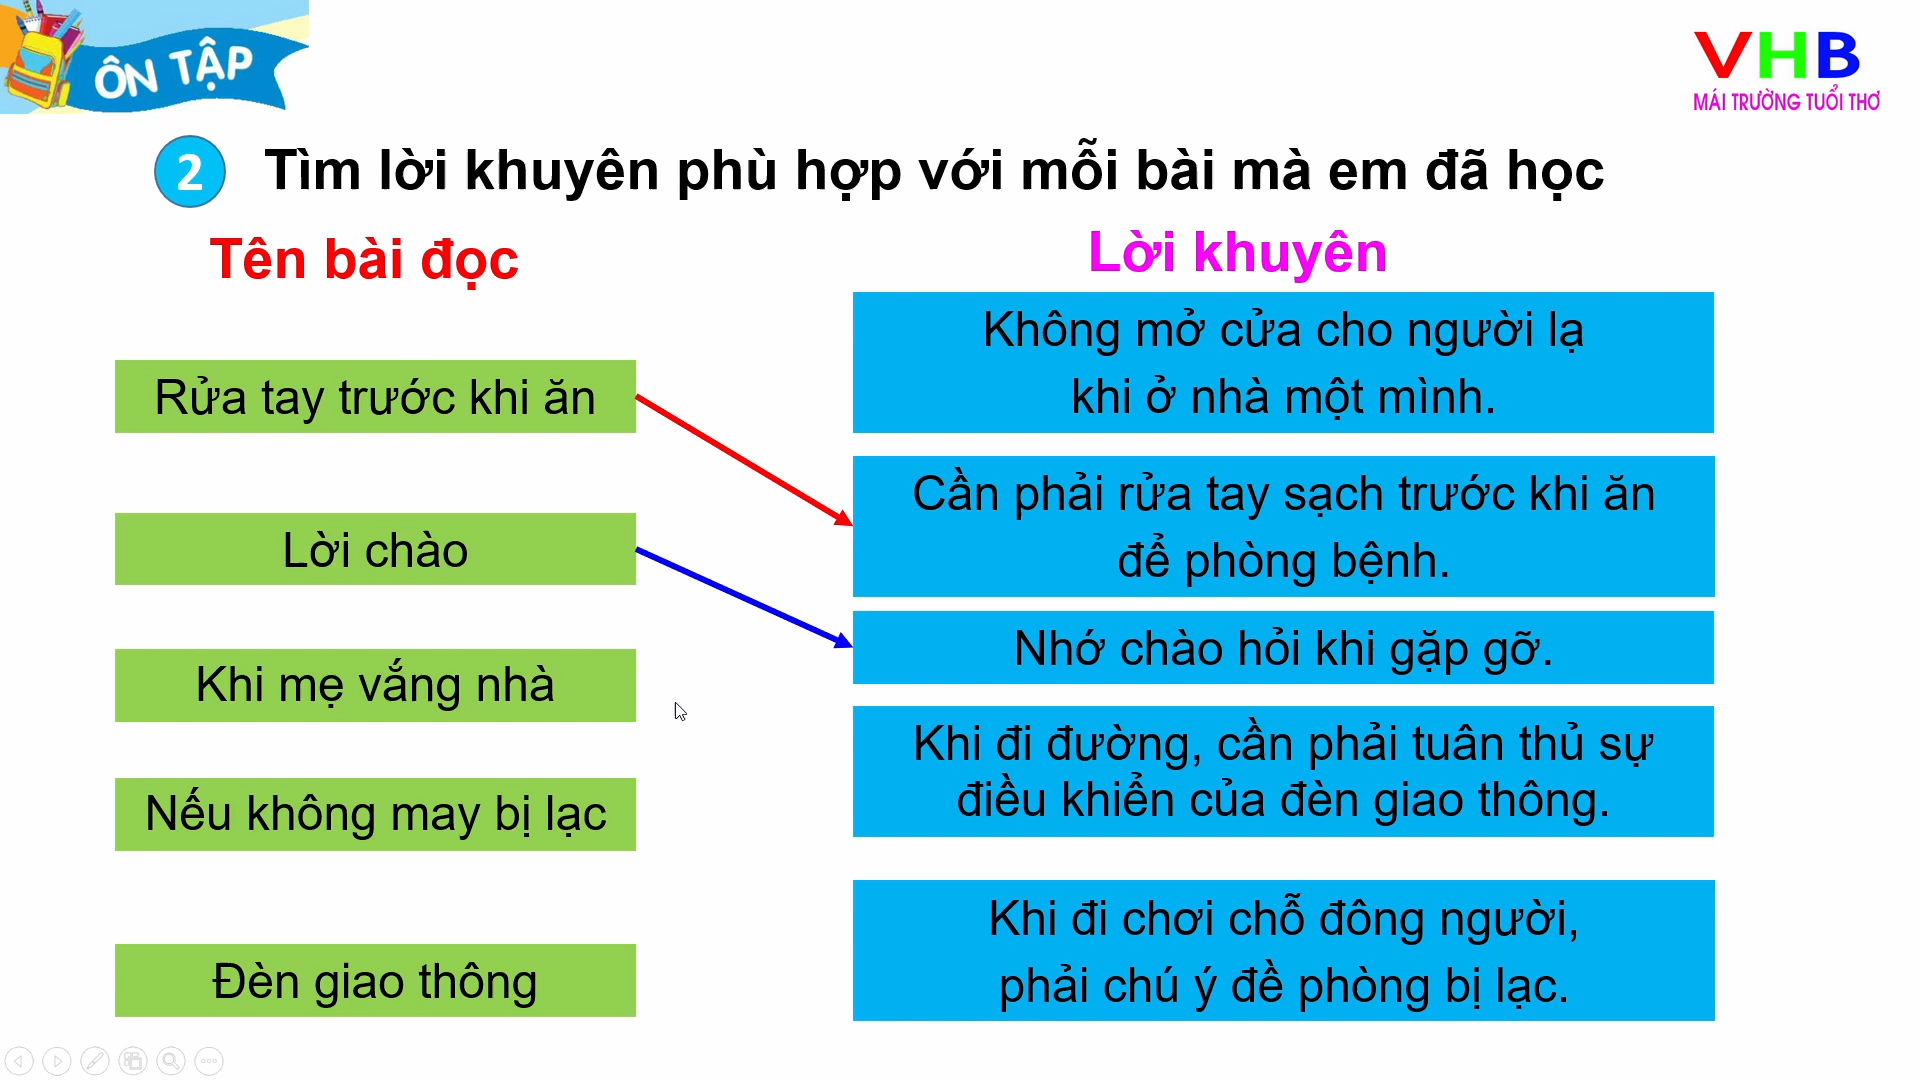 ÔN TẬP
VHB
MÁI TRƯỜNG TUỔI THƠ
2 Tìm lời khuyên phù hợp với mỗi bài mà em đã học
Tên bài đọc
Lời khuyên
Rửa tay trước khi ăn
Lời chào
Khi mẹ vắng nhà
Nếu không may bị lạc
Đèn giao thông
Không mở cửa cho người lạ
khi ở nhà một mình.
Cần phải rửa tay sạch trước khi ăn
để phòng bệnh.
Nhớ chào hỏi khi gặp gỡ.
Khi đi đường, cần phải tuân thủ sự
điều khiển của đèn giao thông.
Khi đi chơi chỗ đông người,
phải chú ý đề phòng bị lạc.